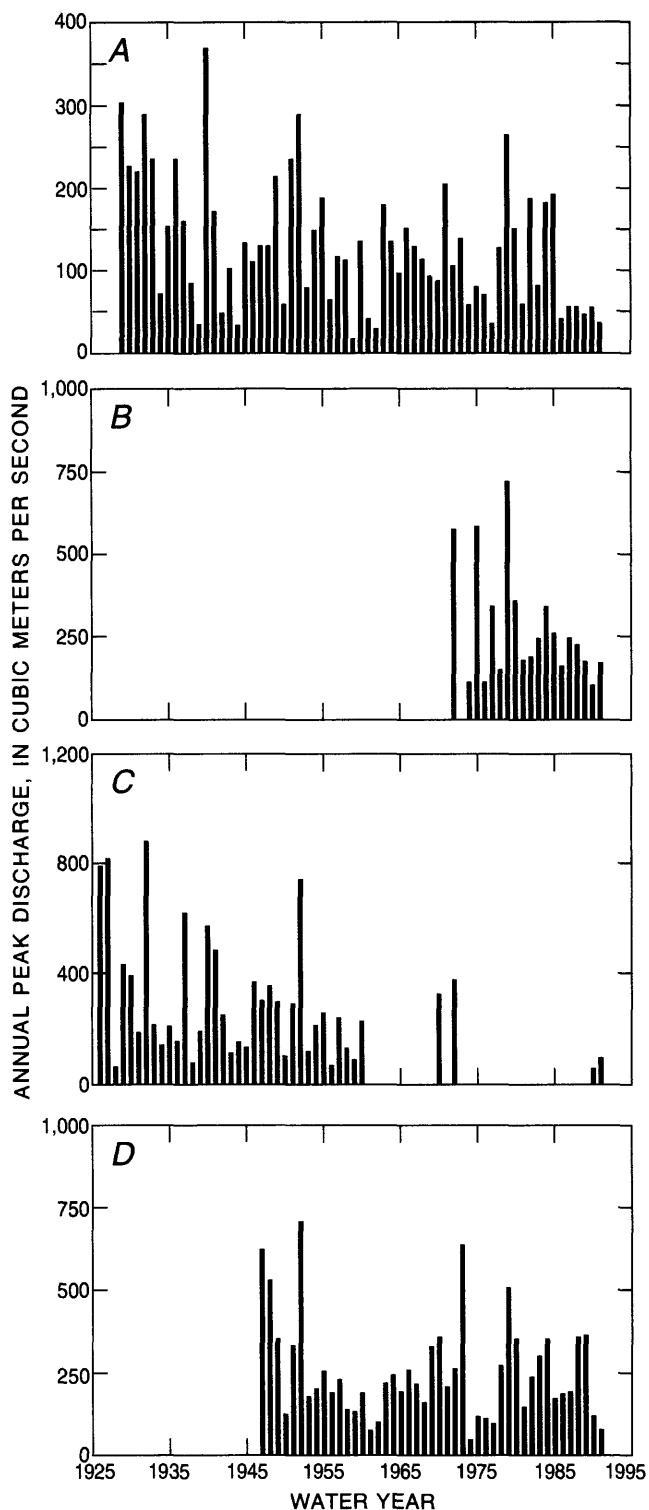 ANNUAL PEAK DISCHARGE, IN CUBIC METERS PER SECOND
A
400
300
200
100
0
B
1,000
750
500
250
0
C
1,200
800
400
0
D
1,000
750
500
250
0
1925 1935 1945 1955 1965 1975 1985 1995
WATER YEAR